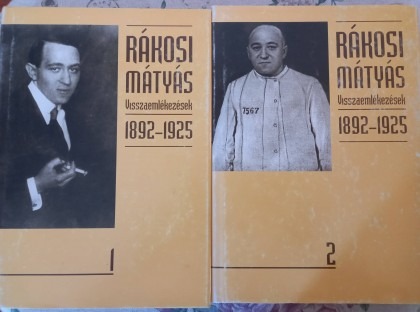 RÁKOSI
MÁTYÁS
Visszaemlékezések
1892-1925
1
RÁKOSI
MÁTYÁS
Visszaemlékezések
1892-1925
7567
2